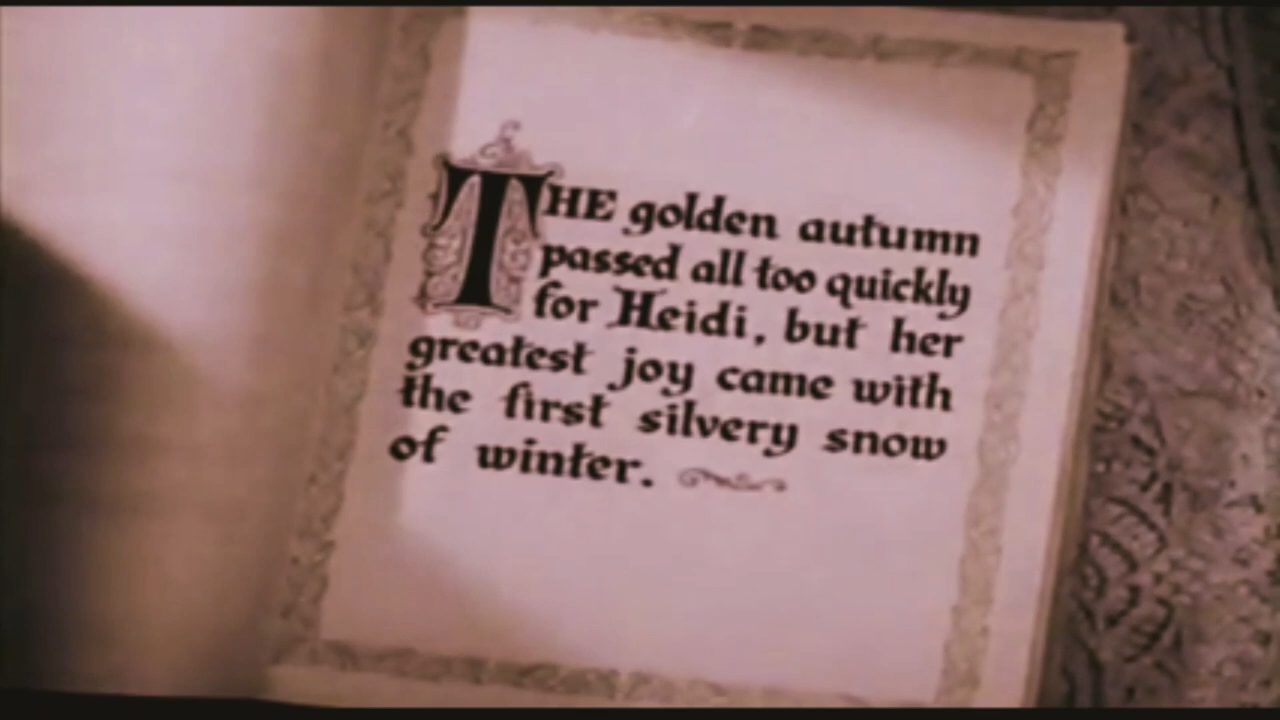 THE golden autumn
passed all too quickly
for Heidi, but her
greatest joy came with
the first silvery snow
of winter.